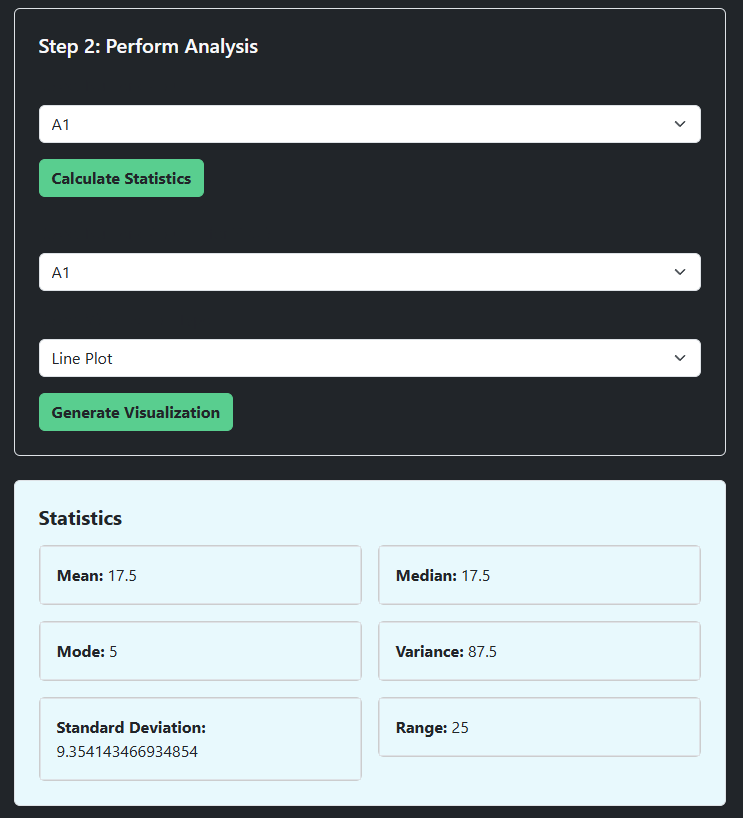 Step 2: Perform Analysis
A1
Calculate Statistics
A1
Line Plot
Generate Visualization
Statistics
Mean: 17.5
Median: 17.5
Mode: 5
Variance: 87.5
Standard Deviation:
9.354143466934854
Range: 25